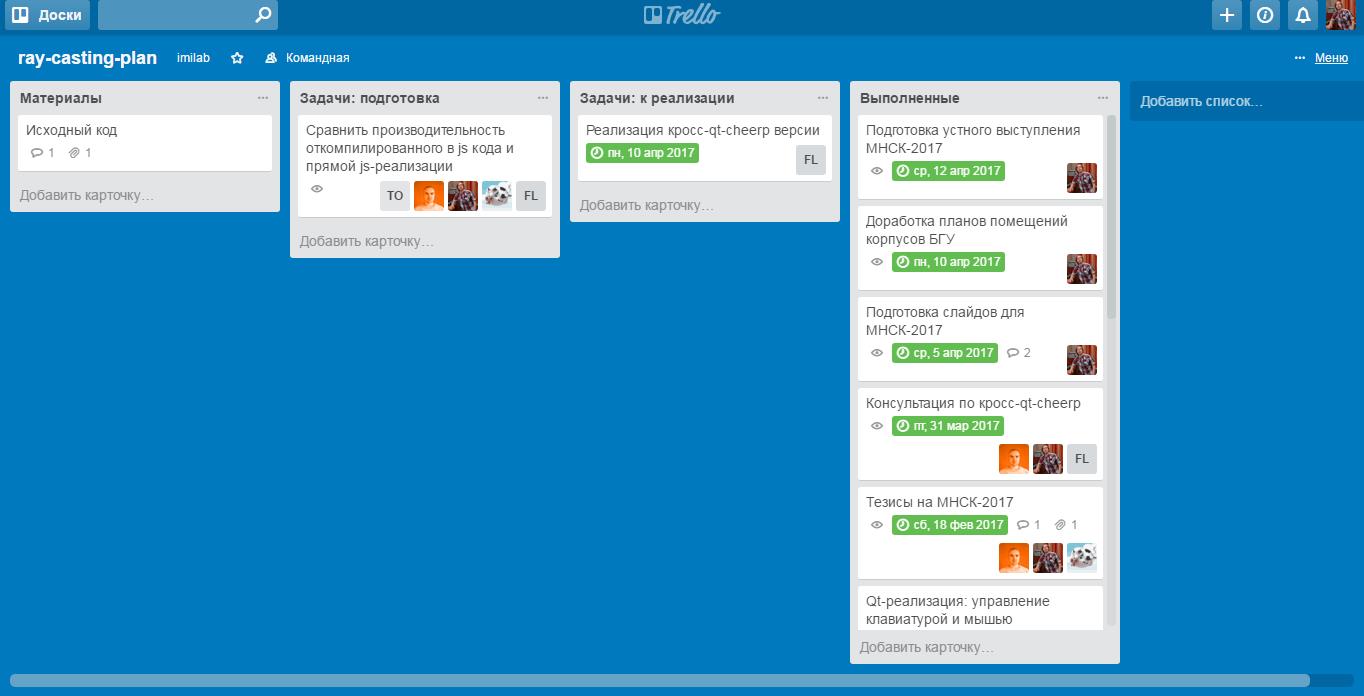 Доски
Trello
ray-casting-plan
imilab
Командная
Меню
Материалы
Исходный код
1
1
Добавить карточку…
Задачи: подготовка
Сравнить производительность
откомпилированного в js кода и
прямой js-реализации
TO
FL
Добавить карточку…
Задачи: к реализации
Реализация кросс-qt-cheerp версии
пн, 10 апр 2017
FL
Добавить карточку…
Выполненные
Подготовка устного выступления
МНСК-2017
ср, 12 апр 2017
Доработка планов помещений
корпусов БГУ
пн, 10 апр 2017
Подготовка слайдов для
МНСК-2017
ср, 5 апр 2017
2
Консультация по кросс-qt-cheerp
пт, 31 мар 2017
FL
Тезисы на МНСК-2017
сб, 18 фев 2017
1
1
Qt-реализация: управление
клавиатурой и мышью
Добавить карточку…
Добавить список…